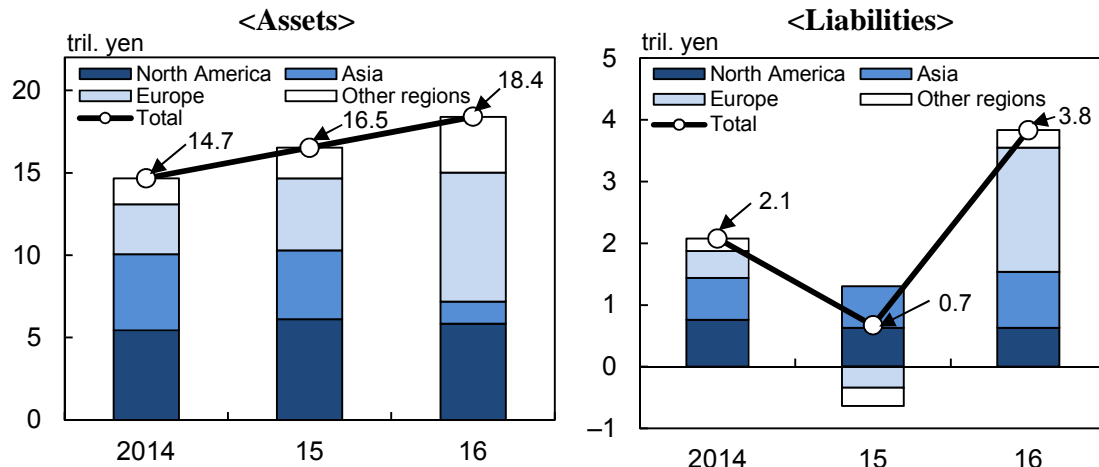 <Assets>
tril. yen
North America
Asia
Europe
Other regions
Total
20
15
10
5
0
14.7
16.5
18.4
2014
15
16
<Liabilities>
tril. yen
North America
Asia
Europe
Other regions
Total
5
4
3
2
1
0
–1
2.1
0.7
3.8
2014
15
16